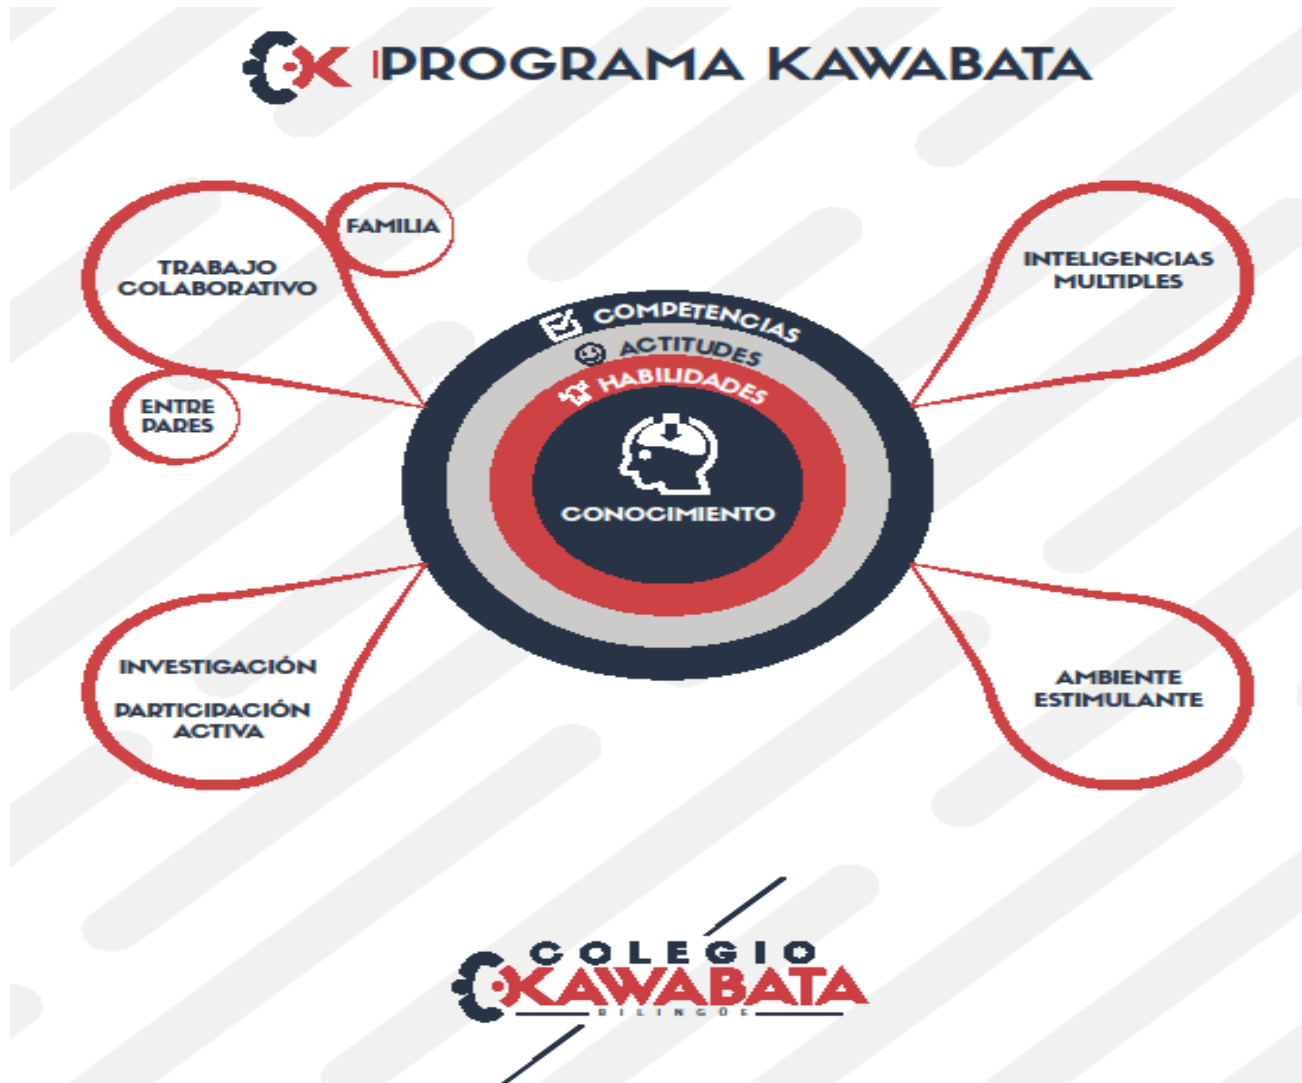 PROGRAMA KAWABATA
FAMILIA
TRABAJO
COLABORATIVO
ENTRE
PARES
INTELIGENCIAS
MULTIPLES
COMPETENCIAS
ACTITUDES
HABILIDADES
CONOCIMIENTO
INVESTIGACIÓN
PARTICIPACIÓN
ACTIVA
AMBIENTE
ESTIMULANTE
COLEGIO
KAWABATA
BILINGÜE